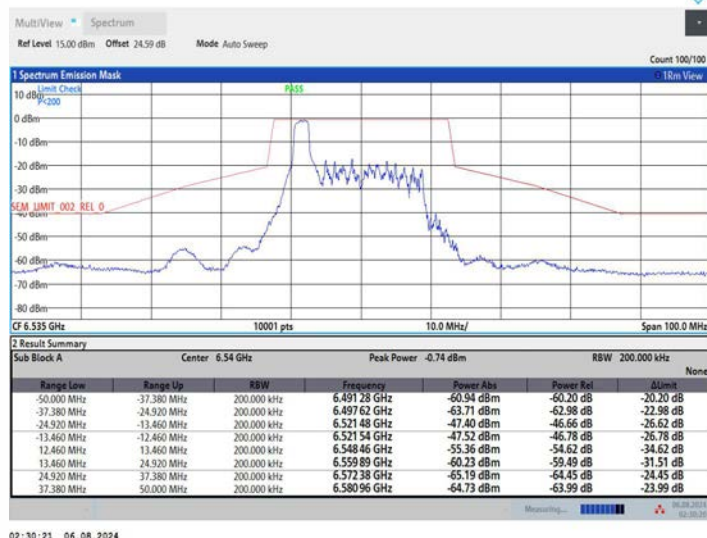 MultiView Spectrum
Ref Level 15.00 dBm Offset 24.59 dB Mode Auto Sweep
Count 100/100
1 Spectrum Emission Mask 1Rm View
Limit Check PASS
10 dBm
P<200
0 dBm
-10 dBm
-20 dBm
-30 dBm
SEM_LIMIT_002_REL_0
-40 dBm
-50 dBm
-60 dBm
-70 dBm
-80 dBm
CF 6.535 GHz 10001 pts 10.0 MHz/ Span 100.0 MHz
2 Result Summary
Sub Block A Center 6.54 GHz Peak Power -0.74 dBm RBW 200.000 kHz
None
Range Low Range Up RBW Frequency Power Abs Power Rel ΔLimit
-50.000 MHz -37.380 MHz 200.000 kHz 6.491 28 GHz -60.94 dBm -60.20 dB -20.20 dB
-37.380 MHz -24.920 MHz 200.000 kHz 6.497 62 GHz -63.71 dBm -62.98 dB -22.98 dB
-24.920 MHz -13.460 MHz 200.000 kHz 6.521 48 GHz -47.40 dBm -46.66 dB -26.62 dB
-13.460 MHz -12.460 MHz 200.000 kHz 6.521 54 GHz -47.52 dBm -46.78 dB -26.78 dB
12.460 MHz 13.460 MHz 200.000 kHz 6.548 46 GHz -55.36 dBm -54.62 dB -34.62 dB
13.460 MHz 24.920 MHz 200.000 kHz 6.559 89 GHz -60.23 dBm -59.49 dB -31.51 dB
24.920 MHz 37.380 MHz 200.000 kHz 6.572 38 GHz -65.19 dBm -64.45 dB -24.45 dB
37.380 MHz 50.000 MHz 200.000 kHz 6.580 96 GHz -64.73 dBm -63.99 dB -23.99 dB
Measuring... 06.08.2024
02:30:20
02:30:21 06.08.2024